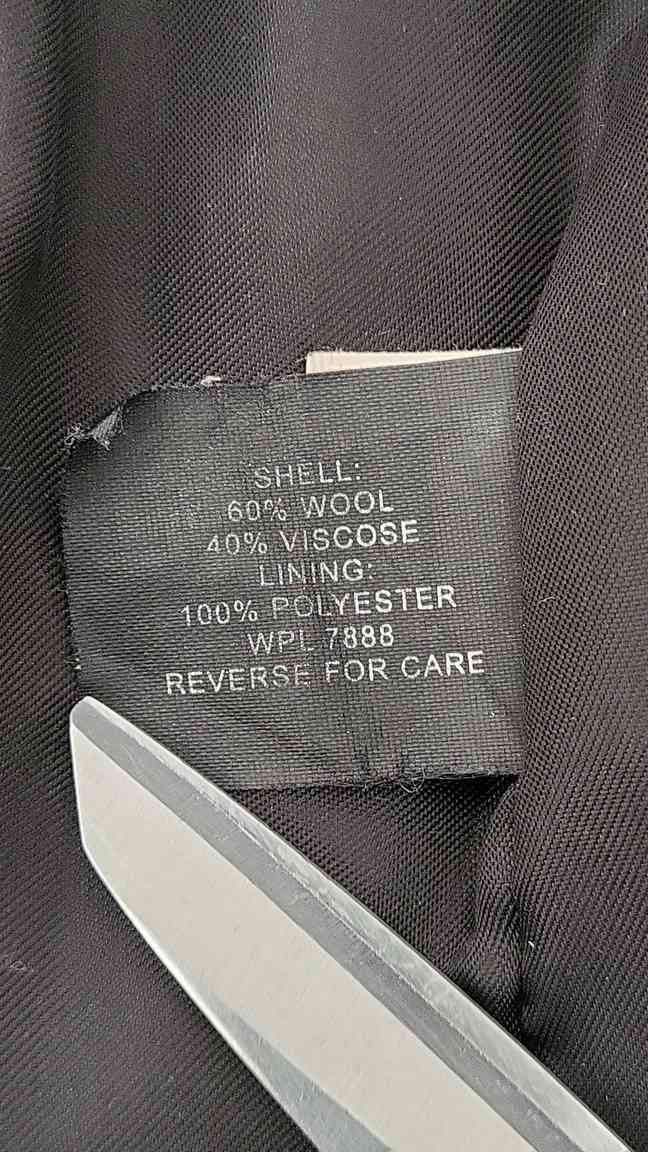 SHELL:
60% WOOL
40% VISCOSE
LINING:
100% POLYESTER
WPL 7888
REVERSE FOR CARE